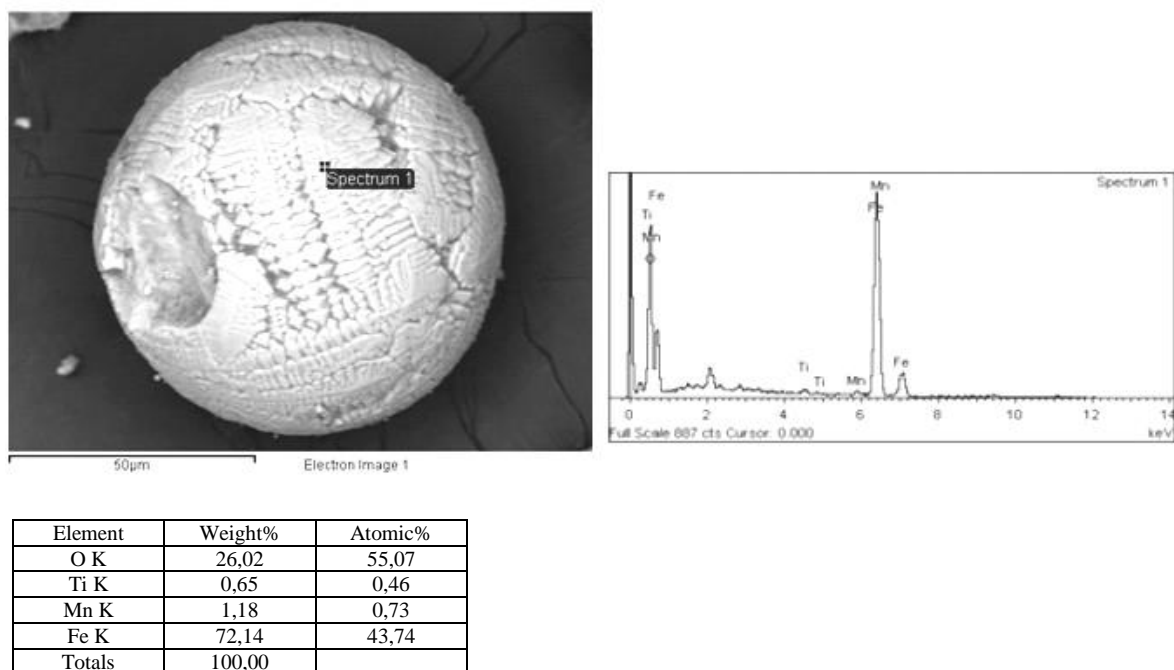 Spectrum 1
50µm Electron Image 1
Spectrum 1
Mn
Fe
Fe
Ti
Mn
Ti
Ti
Mn
Fe
0 2 4 6 8 10 12 14
Full Scale 887 cts Cursor: 0.000 keV
Element Weight% Atomic%
O K 26,02 55,07
Ti K 0,65 0,46
Mn K 1,18 0,73
Fe K 72,14 43,74
Totals 100,00